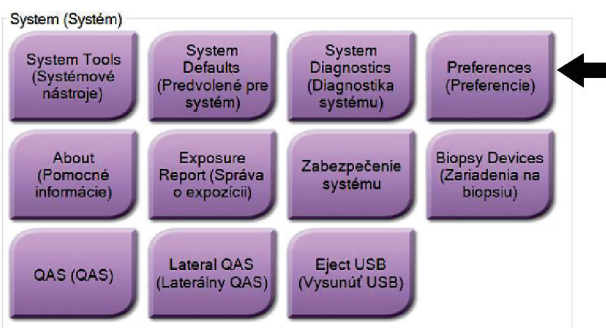 System (Systém)
System Tools
(Systémové
nástroje)
System
Defaults
(Predvolené pre
systém)
System
Diagnostics
(Diagnostika
systému)
Preferences
(Preferencie)
About
(Pomocné
informácie)
Exposure
Report (Správa
o expozícii)
Zabezpečenie
systému
Biopsy Devices
(Zariadenia na
biopsiu)
QAS (QAS)
Lateral QAS
(Laterálny QAS)
Eject USB
(Vysunúť USB)